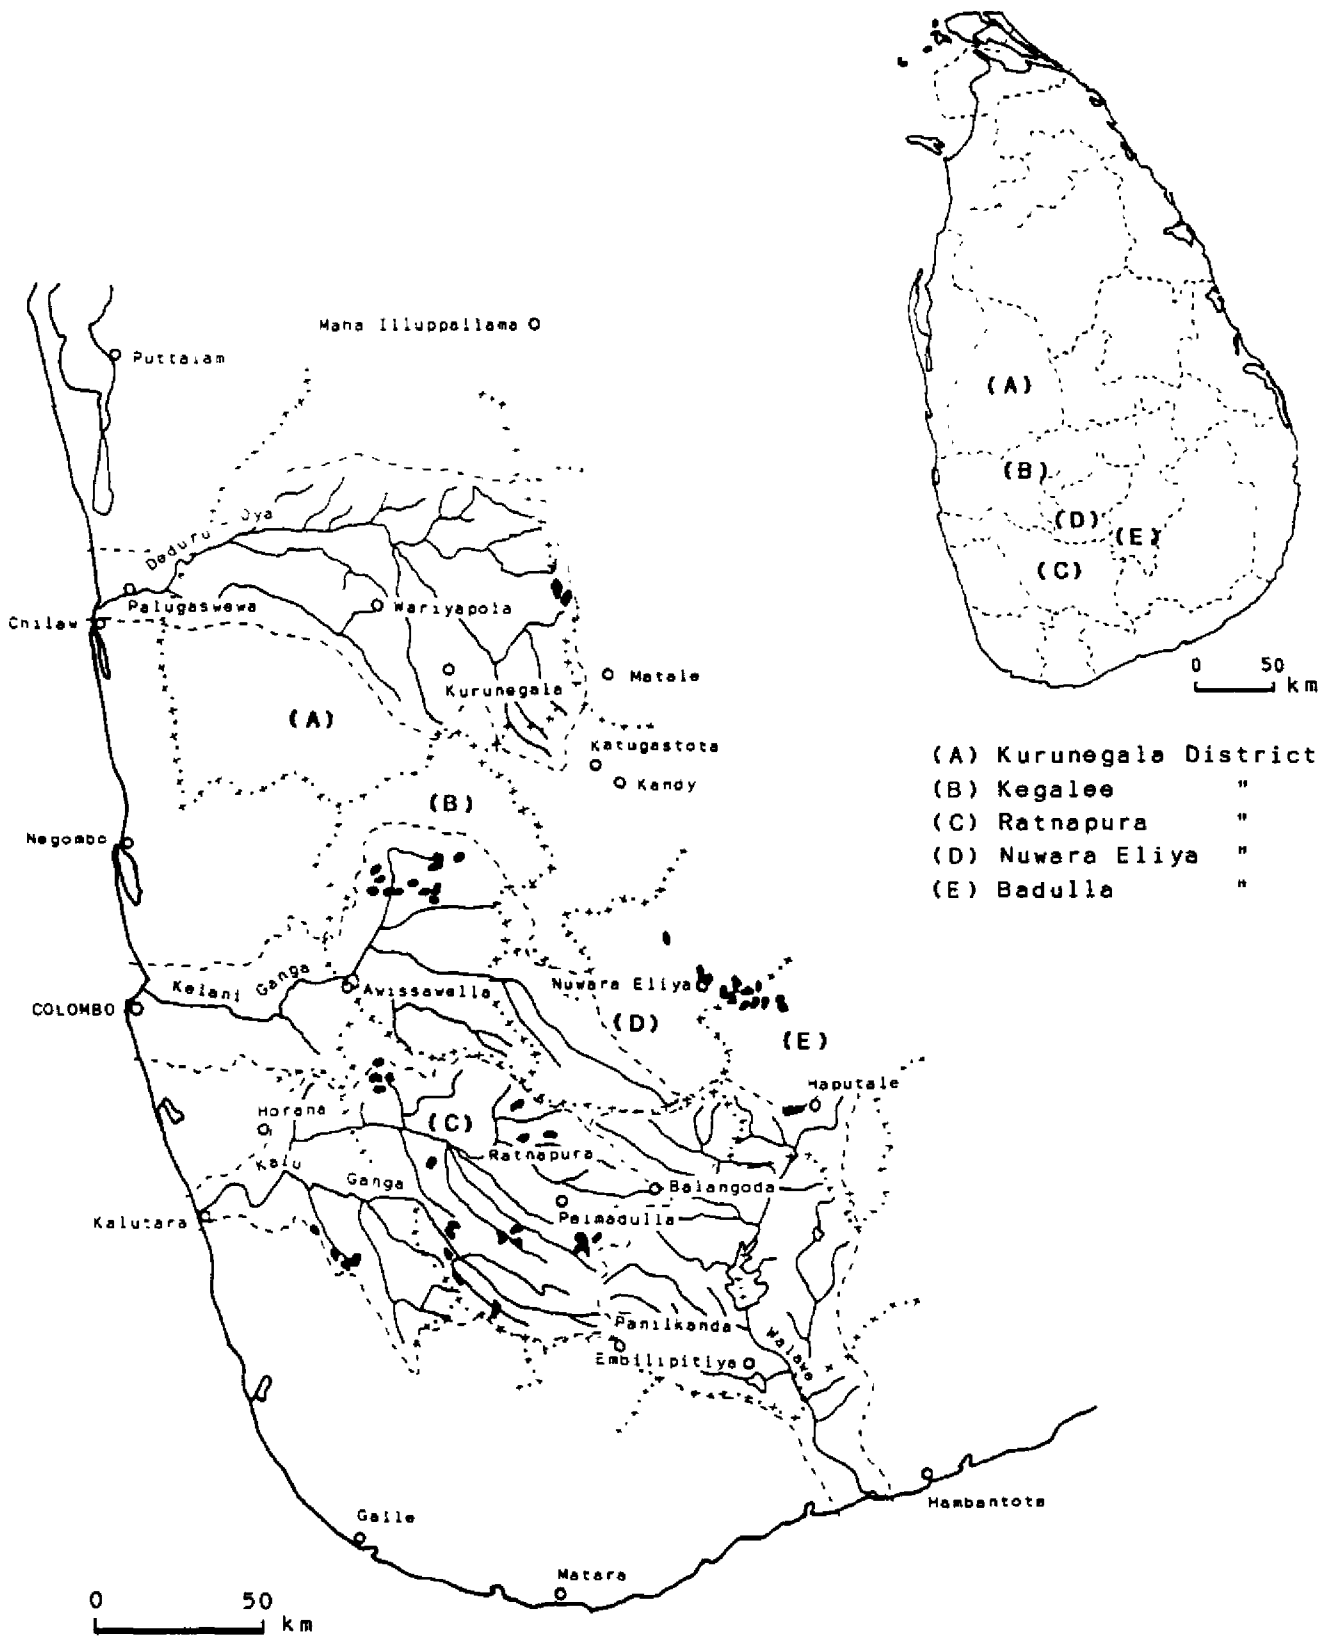 Maha Illuppallama
Puttalam
(A)
(B)
(D)
(E)
(C)
0 50
km
Deduru Oya
Palugaswewa
Wariyapola
Chilaw
Matale
Kurunegala
(A)
Katugastota
Kandy
(B)
(A) Kurunegala District
(B) Kegalee "
(C) Ratnapura "
(D) Nuwara Eliya "
(E) Badulla "
Negombo
Kelani Ganga
Nuwara Eliya
Awissawella
COLOMBO
(D)
(E)
Haputale
Horana
(C)
Ratnapura
Kalu Ganga
Balangoda
Pelmadulla
Kalutara
Panilkanda
Walawe
Embilipitiya
Hambantota
Galle
Matara
0 50
km